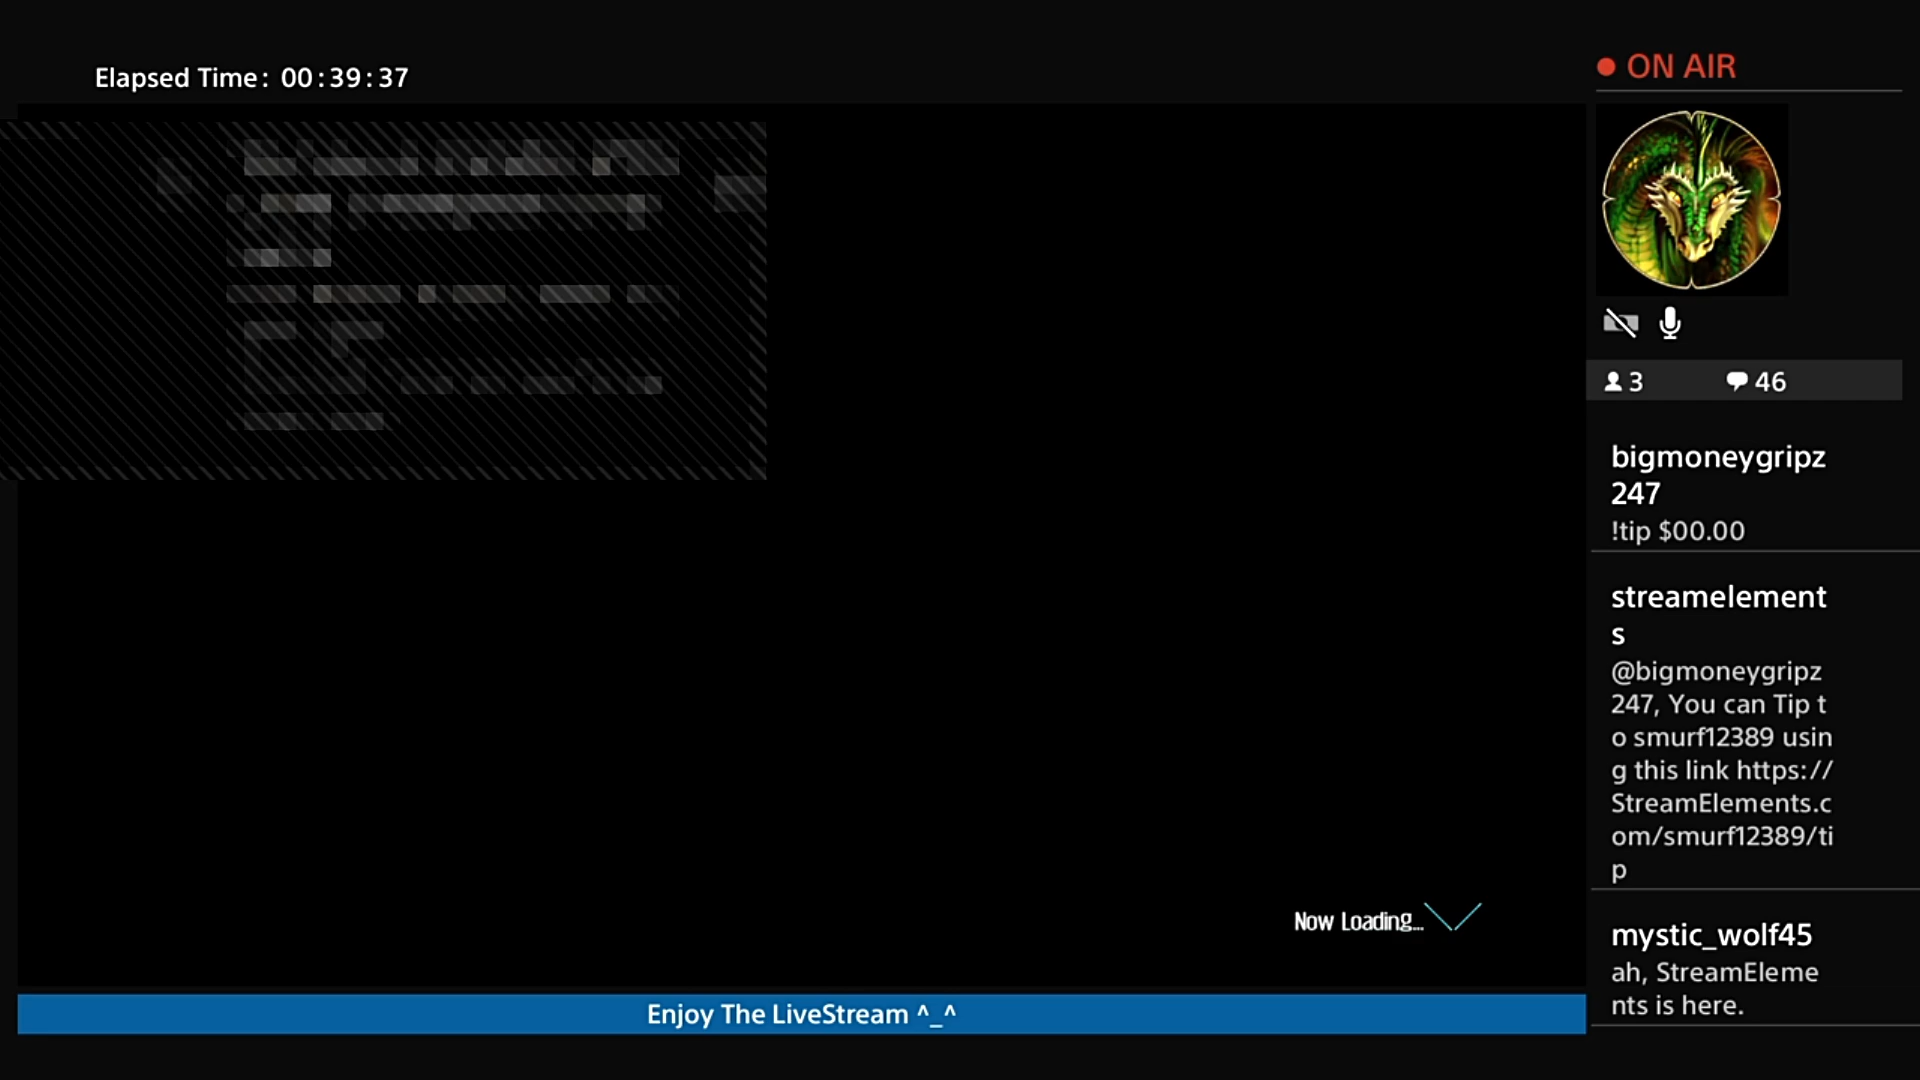 Elapsed Time: 00:39:37
ON AIR
3
46
bigmoneygripz
247
!tip $00.00
streamelement
s
@bigmoneygripz
247, You can Tip t
o smurf12389 usin
g this link https://
StreamElements.c
om/smurf12389/ti
p
mystic_wolf45
ah, StreamEleme
nts is here.
Now Loading...
Enjoy The LiveStream ^_^